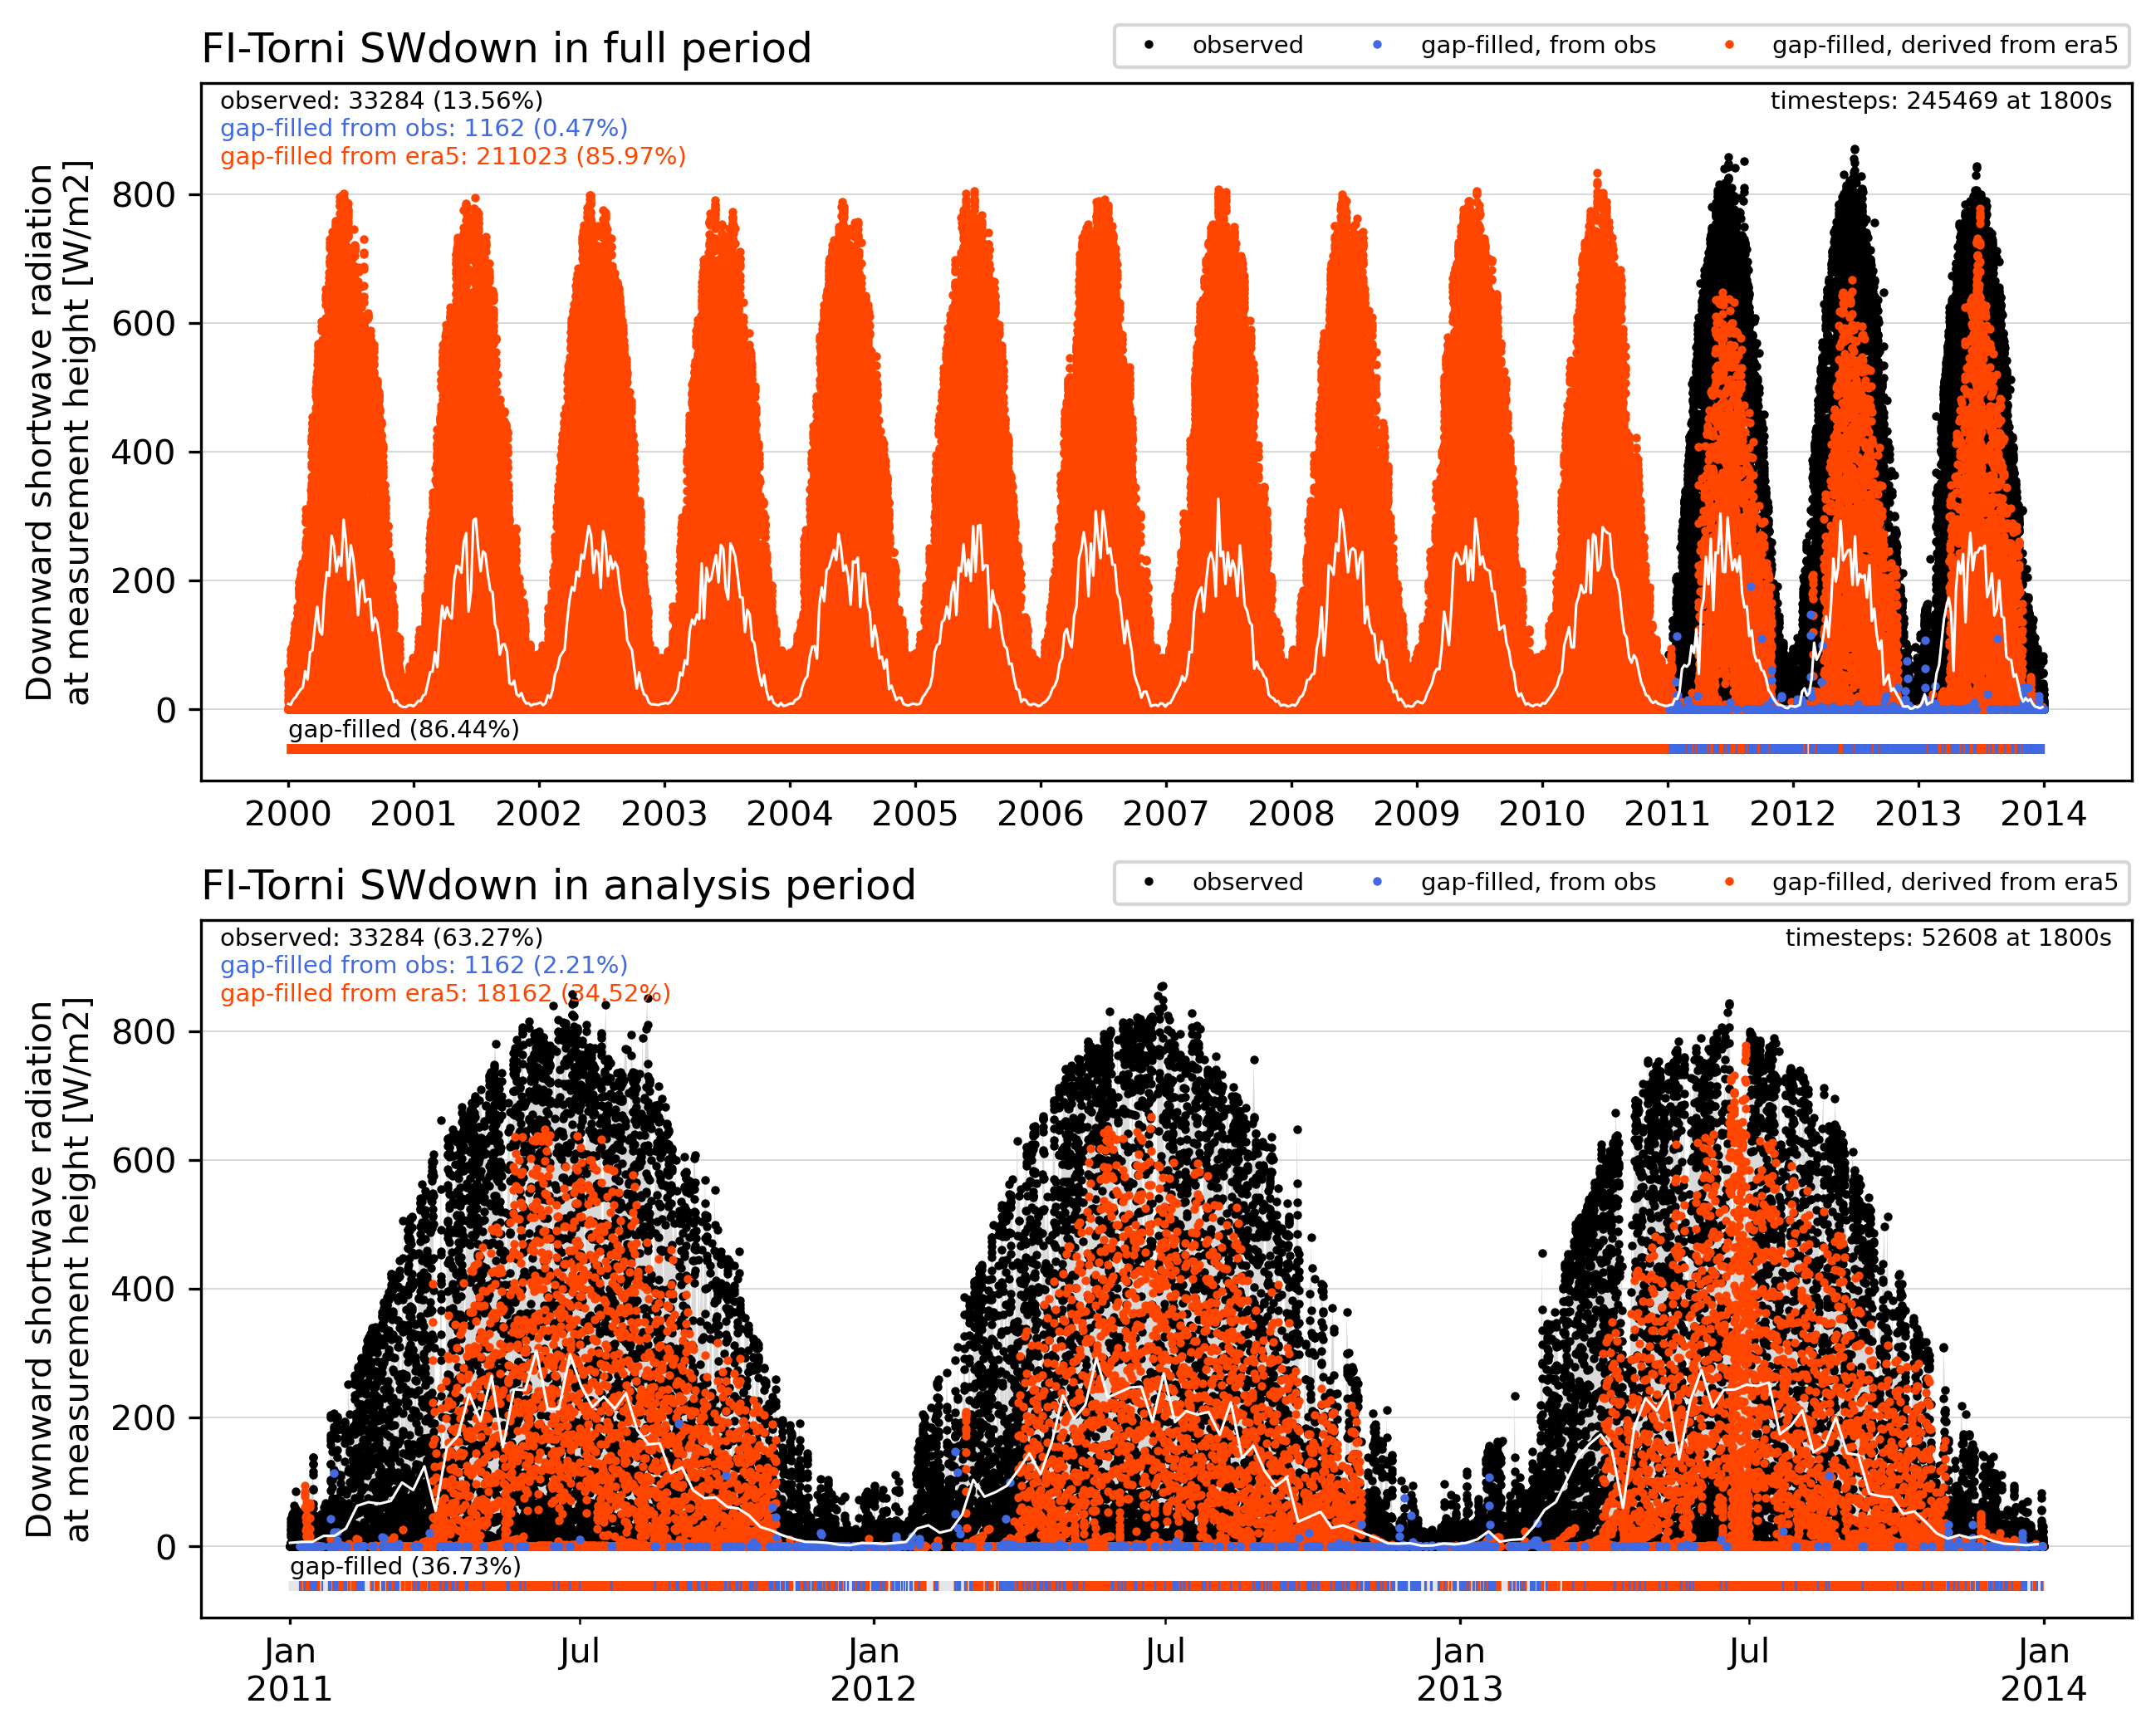 FI-Torni SWdown in full period
observed
gap-filled, from obs
gap-filled, derived from era5
observed: 33284 (13.56%)
gap-filled from obs: 1162 (0.47%)
gap-filled from era5: 211023 (85.97%)
timesteps: 245469 at 1800s
Downward shortwave radiation
at measurement height [W/m2]
800
600
400
200
0
gap-filled (86.44%)
2000 2001 2002 2003 2004 2005 2006 2007 2008 2009 2010 2011 2012 2013 2014
FI-Torni SWdown in analysis period
observed
gap-filled, from obs
gap-filled, derived from era5
observed: 33284 (63.27%)
gap-filled from obs: 1162 (2.21%)
gap-filled from era5: 18162 (34.52%)
timesteps: 52608 at 1800s
Downward shortwave radiation
at measurement height [W/m2]
800
600
400
200
0
gap-filled (36.73%)
Jan Jul Jan Jul Jan Jul Jan
2011 2012 2013 2014